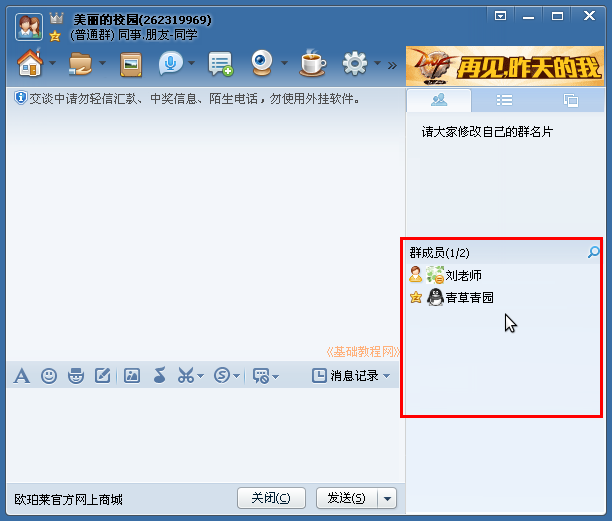 美丽的校园(262319969)
(普通群) 同事.朋友-同学
再见,昨天的我
交谈中请勿轻信汇款、中奖信息、陌生电话，勿使用外挂软件。
请大家修改自己的群名片
群成员(1/2)
刘老师
青草青园
《基础教程网》
消息记录
欧珀莱官方网上商城
关闭(C)
发送(S)